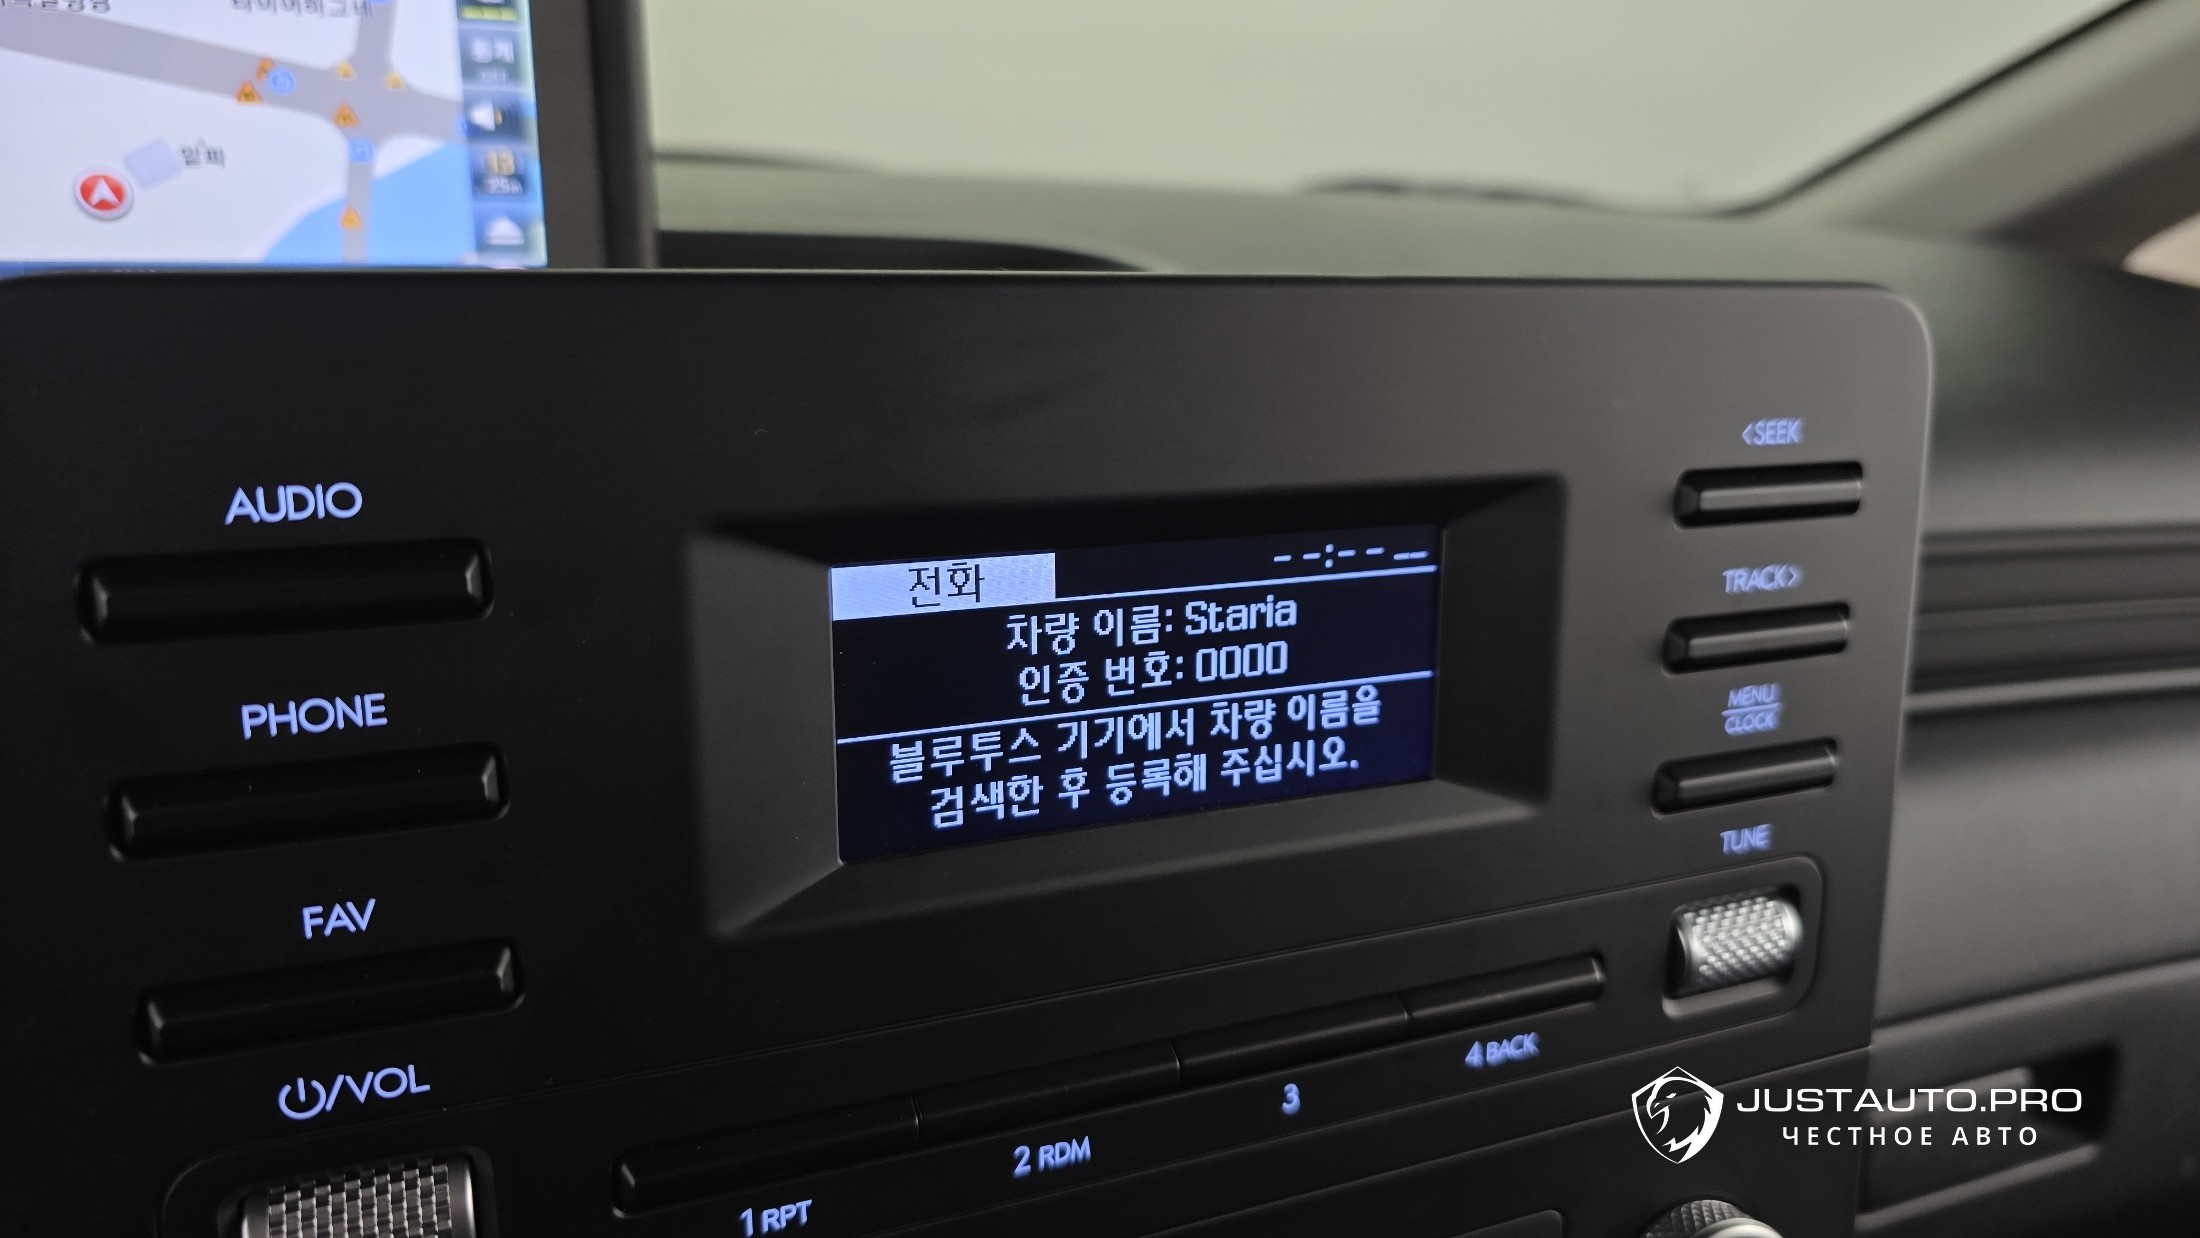 알파
AUDIO
PHONE
FAV
/VOL
전화
--:-- --
차량 이름: Staria
인증 번호: 0000
블루투스 기기에서 차량 이름을
검색한 후 등록해 주십시오.
<SEEK
TRACK>
MENU
CLOCK
TUNE
1 RPT
2 RDM
3
4 BACK
JUSTAUTO.PRO
ЧЕСТНОЕ АВТО